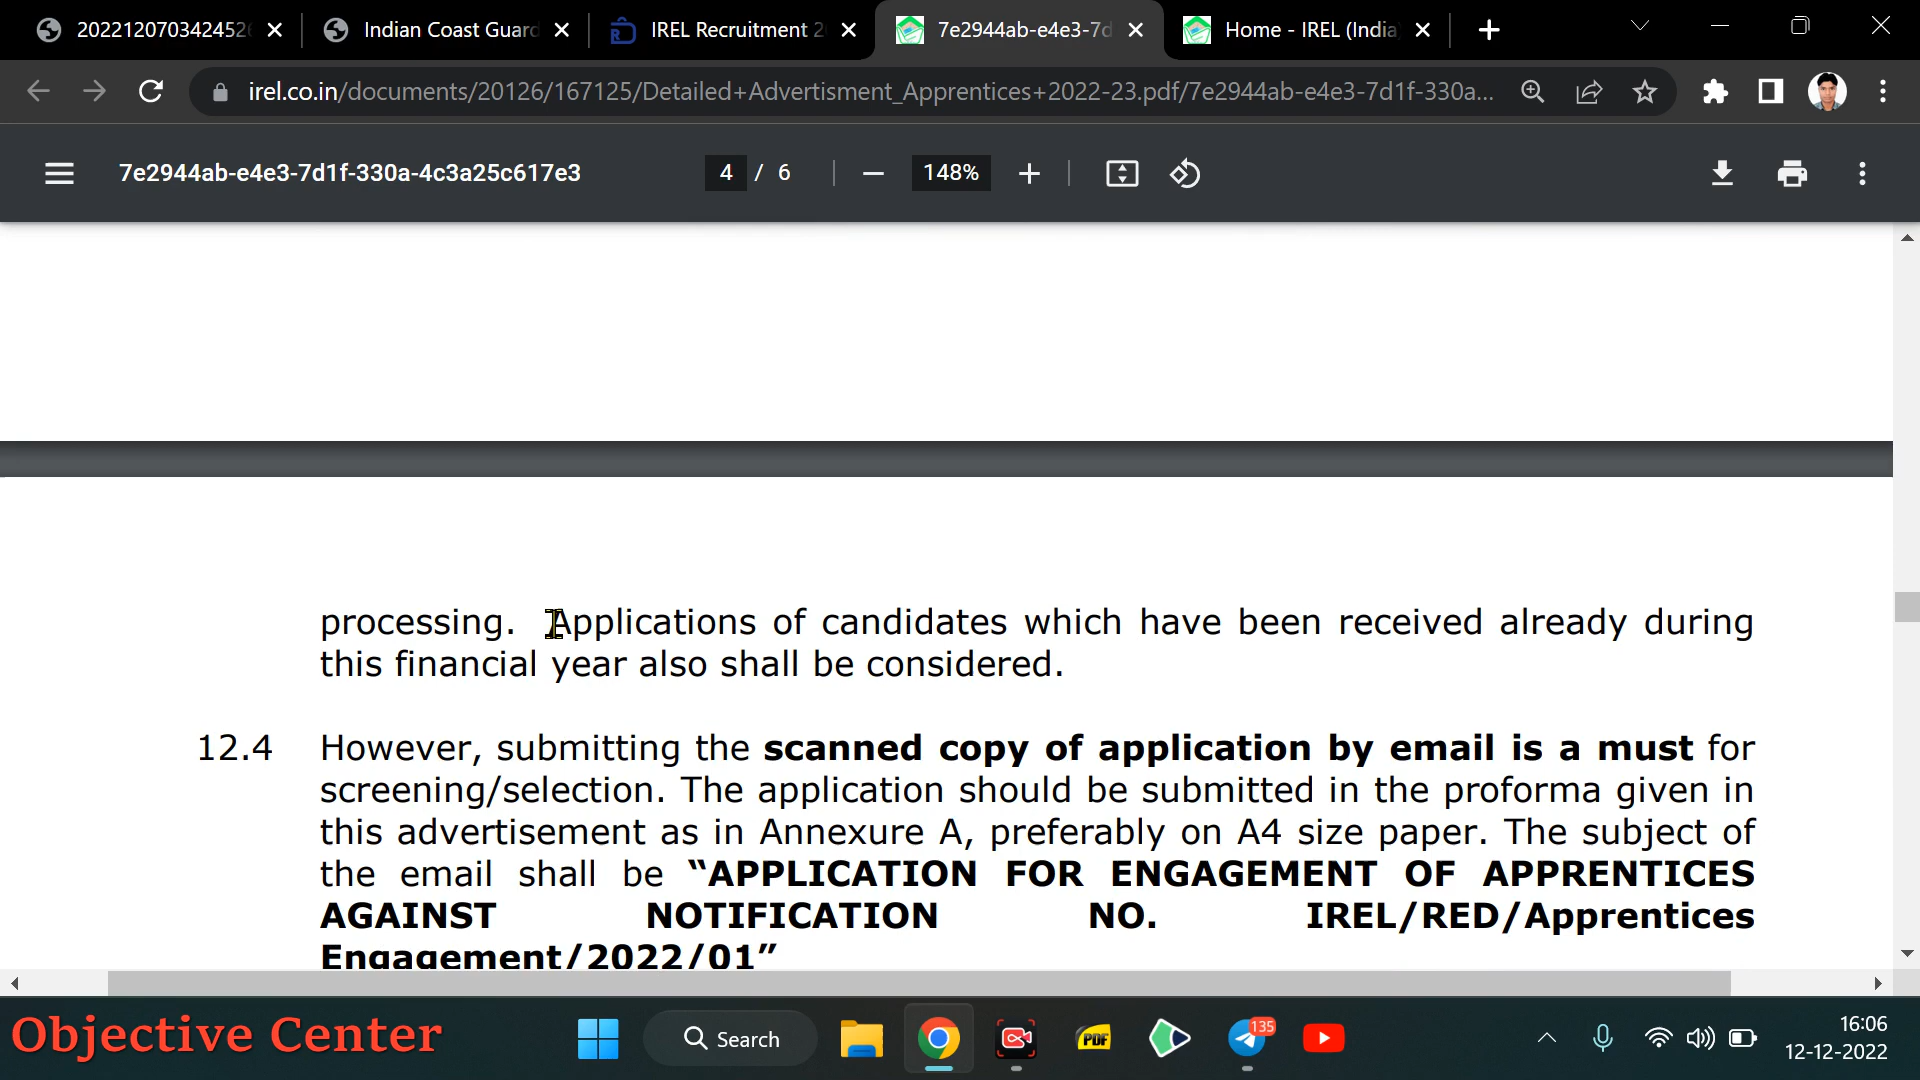 2022120703424520
Indian Coast Guard
IREL Recruitment 2
7e2944ab-e4e3-7d
Home - IREL (India
irel.co.in/documents/20126/167125/Detailed+Advertisment_Apprentices+2022-23.pdf/7e2944ab-e4e3-7d1f-330a...
7e2944ab-e4e3-7d1f-330a-4c3a25c617e3
4 / 6
148%
processing. Applications of candidates which have been received already during
this financial year also shall be considered.
12.4 However, submitting the scanned copy of application by email is a must for
screening/selection. The application should be submitted in the proforma given in
this advertisement as in Annexure A, preferably on A4 size paper. The subject of
the email shall be “APPLICATION FOR ENGAGEMENT OF APPRENTICES
AGAINST NOTIFICATION NO. IREL/RED/Apprentices
Engagement/2022/01”
Objective Center
Search
PDF
135
16:06
12-12-2022